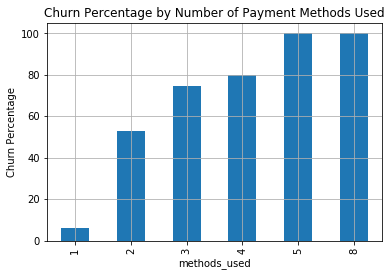 Churn Percentage by Number of Payment Methods Used
100
80
60
40
20
0
Churn Percentage
1 2 3 4 5 8
methods_used